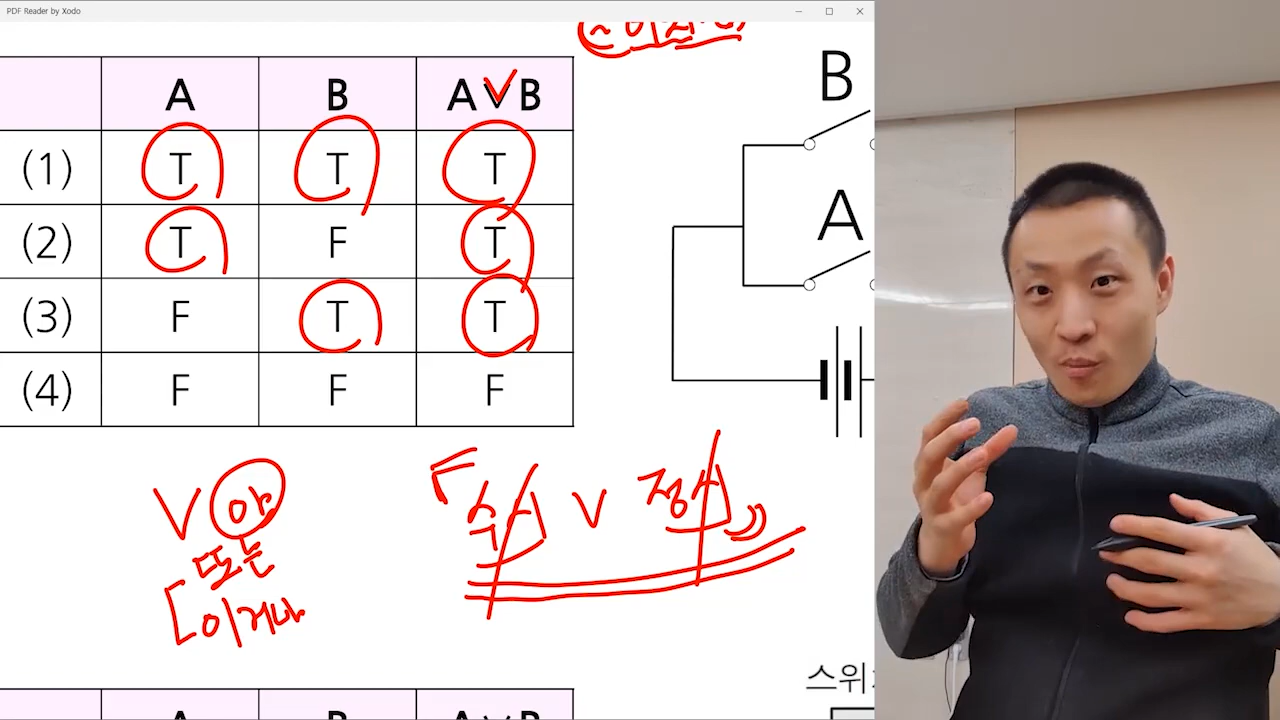 PDF Reader by Xodo
A B A∨B
(1) T T T
(2) T F T
(3) F T T
(4) F F F
B
A
V 야
또는
이거나
「수시 V 정시
스위
A B A∨B